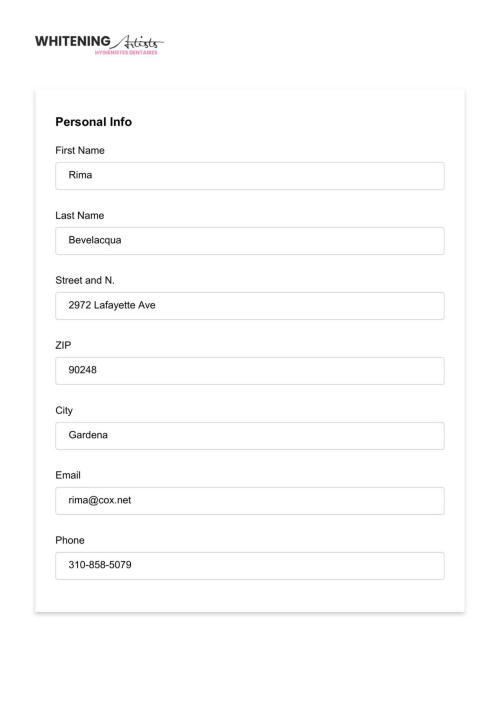 WHITENING Artists
HYGIÉNISTES DENTAIRES
Personal Info
First Name
Rima
Last Name
Bevelacqua
Street and N.
2972 Lafayette Ave
ZIP
90248
City
Gardena
Email
rima@cox.net
Phone
310-858-5079